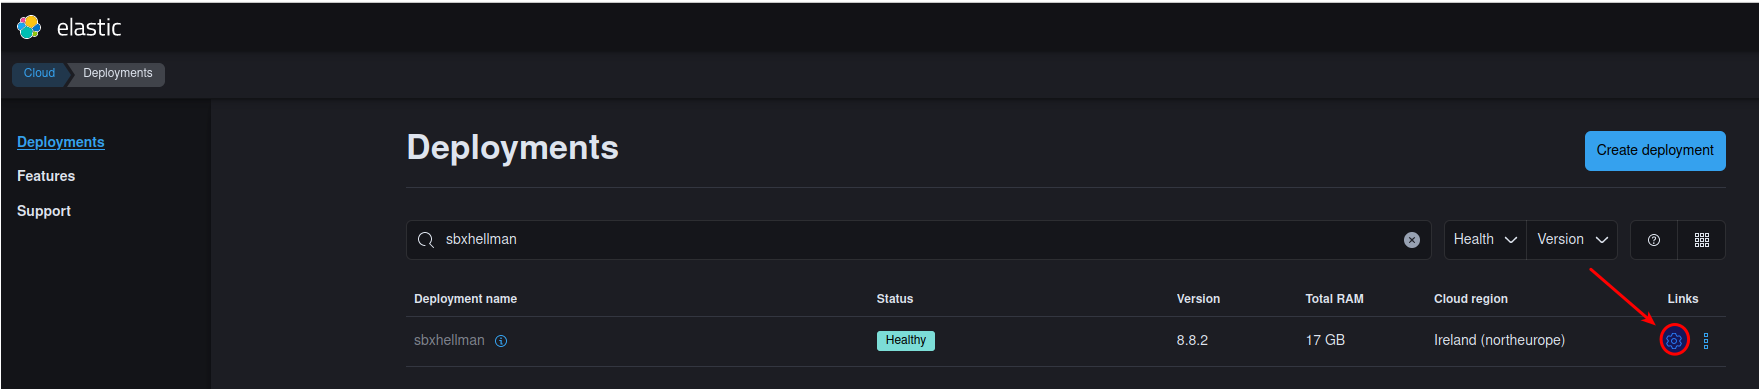 elastic
Cloud Deployments
Deployments
Features
Support
Deployments
Create deployment
sbxhellman
Health Version
Deployment name Status Version Total RAM Cloud region Links
sbxhellman Healthy 8.8.2 17 GB Ireland (northeurope)